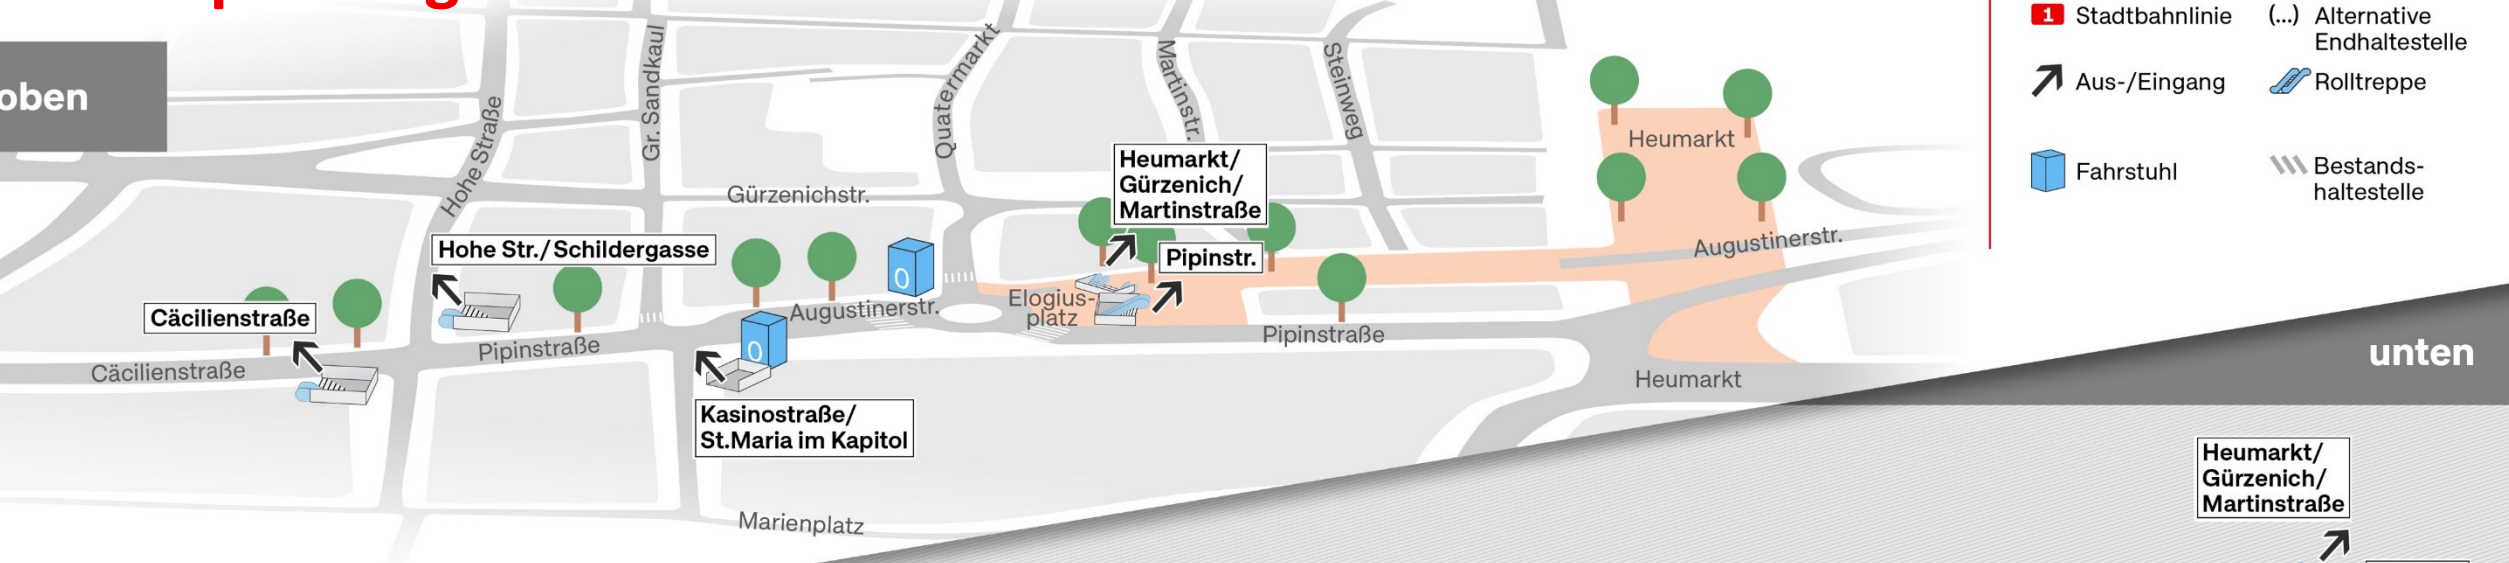 oben
Hohe Straße
Gr. Sandkaul
Quatermarkt
Martinstr.
Steinweg
Heumarkt
Gürzenichstr.
Heumarkt/
Gürzenich/
Martinstraße
Hohe Str./Schildergasse
Pipinstr.
Augustinerstr.
Cäcilienstraße
0
Augustinerstr.
Elogius-
platz
Pipinstraße
Pipinstraße
0
Cäcilienstraße
Heumarkt
Kasinostraße/
St.Maria im Kapitol
Marienplatz
1 Stadtbahnlinie
(...) Alternative
Endhaltestelle
Aus-/Eingang
Rolltreppe
Fahrstuhl
Bestands-
haltestelle
unten
Heumarkt/
Gürzenich/
Martinstraße